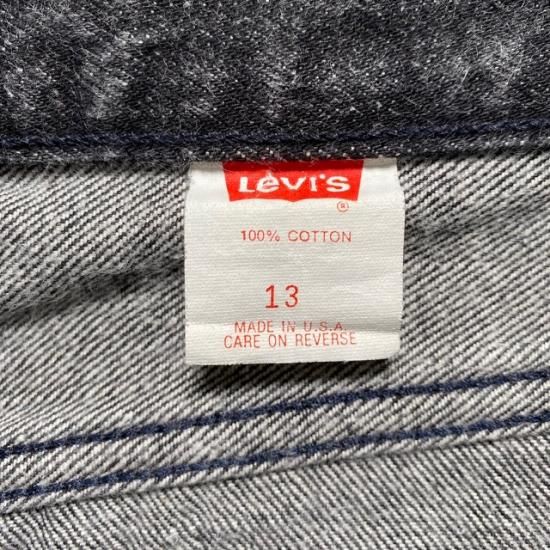 Levi's
®
100% COTTON
13
MADE IN U.S.A.
CARE ON REVERSE